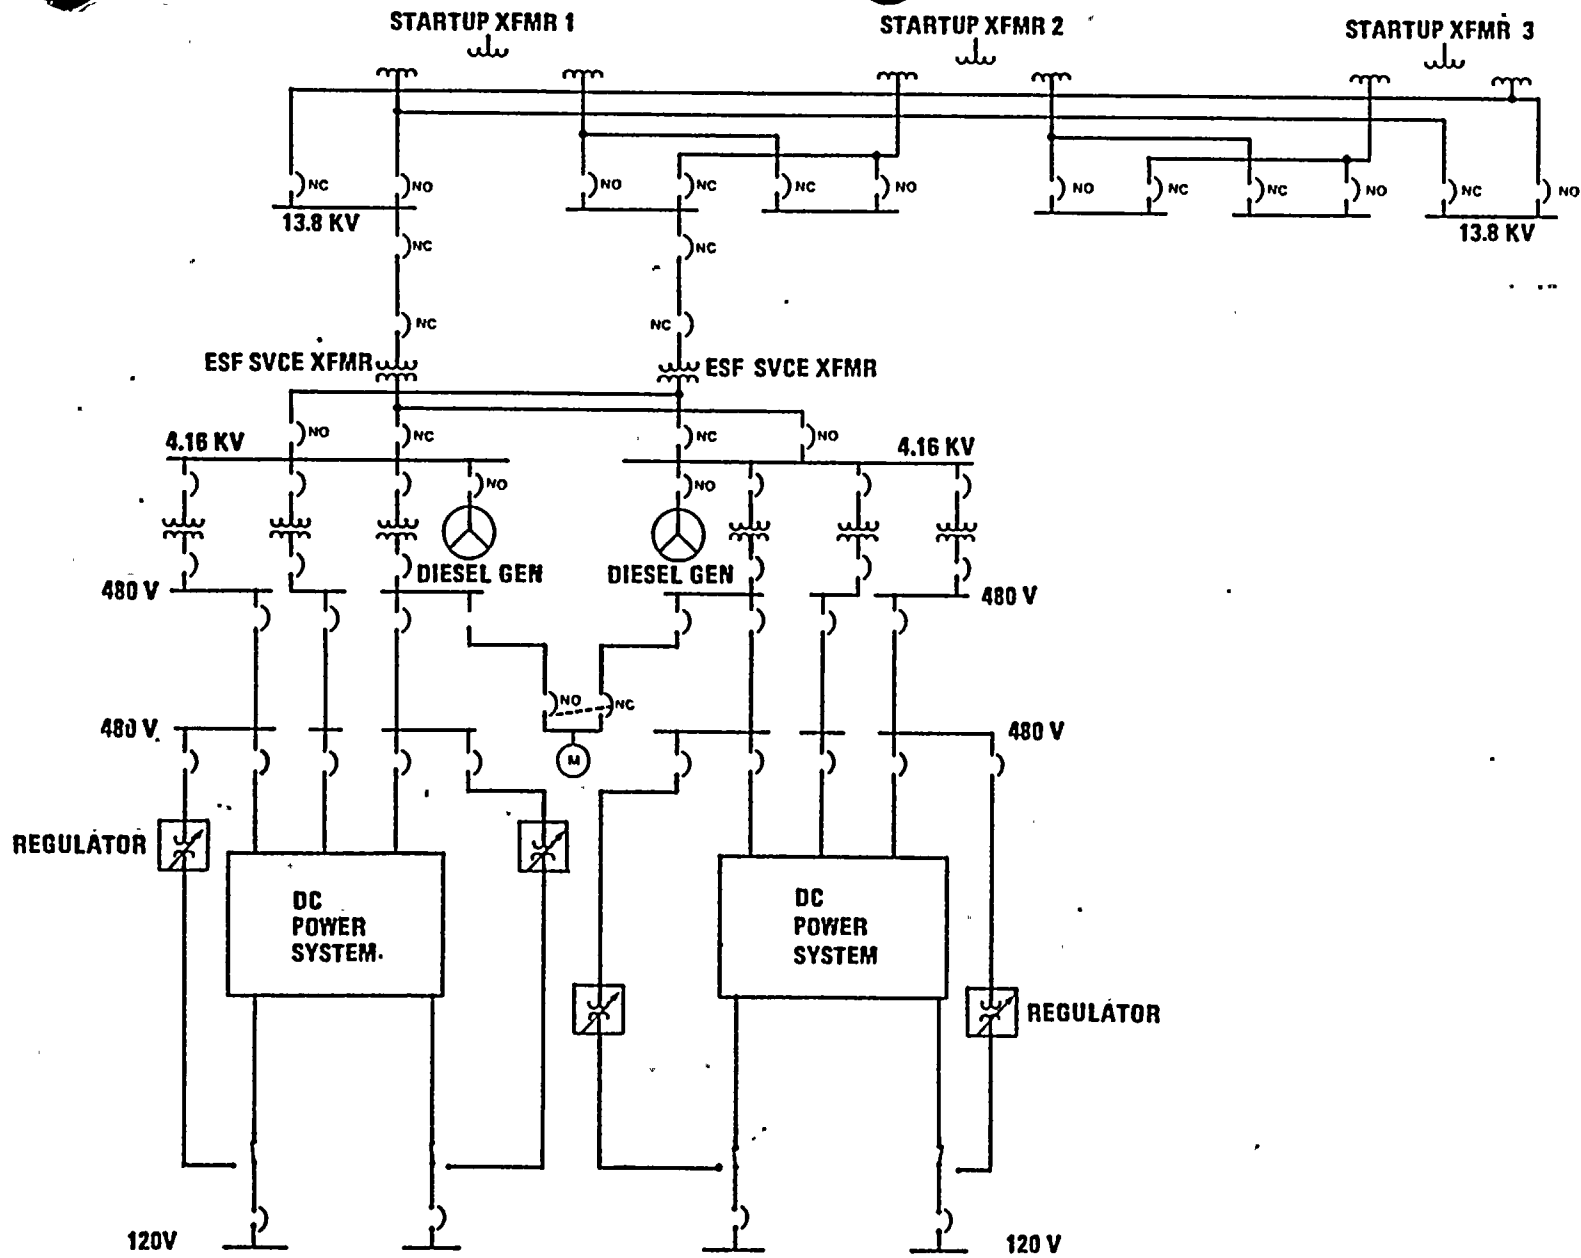 STARTUP XFMR 1
STARTUP XFMR 2
STARTUP XFMR 3
NC
NO
NO
NC
NC
NO
NO
NC
NC
NO
NC
NO
13.8 KV
13.8 KV
NC
NC
NC
NC
ESF SVCE XFMR
ESF SVCE XFMR
NO
NC
NC
NO
4.16 KV
4.16 KV
NO
NO
DIESEL GEN
DIESEL GEN
480 V
480 V
NO
NC
480 V
480 V
M
REGULATOR
DC
POWER
SYSTEM
DC
POWER
SYSTEM
REGULATOR
120V
120 V